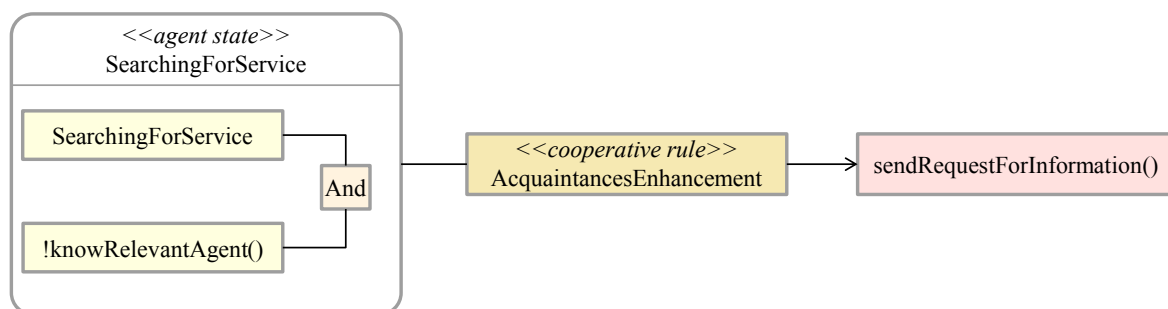 <<agent state>>
SearchingForService
SearchingForService
And
!knowRelevantAgent()
<<cooperative rule>>
AcquaintancesEnhancement
sendRequestForInformation()